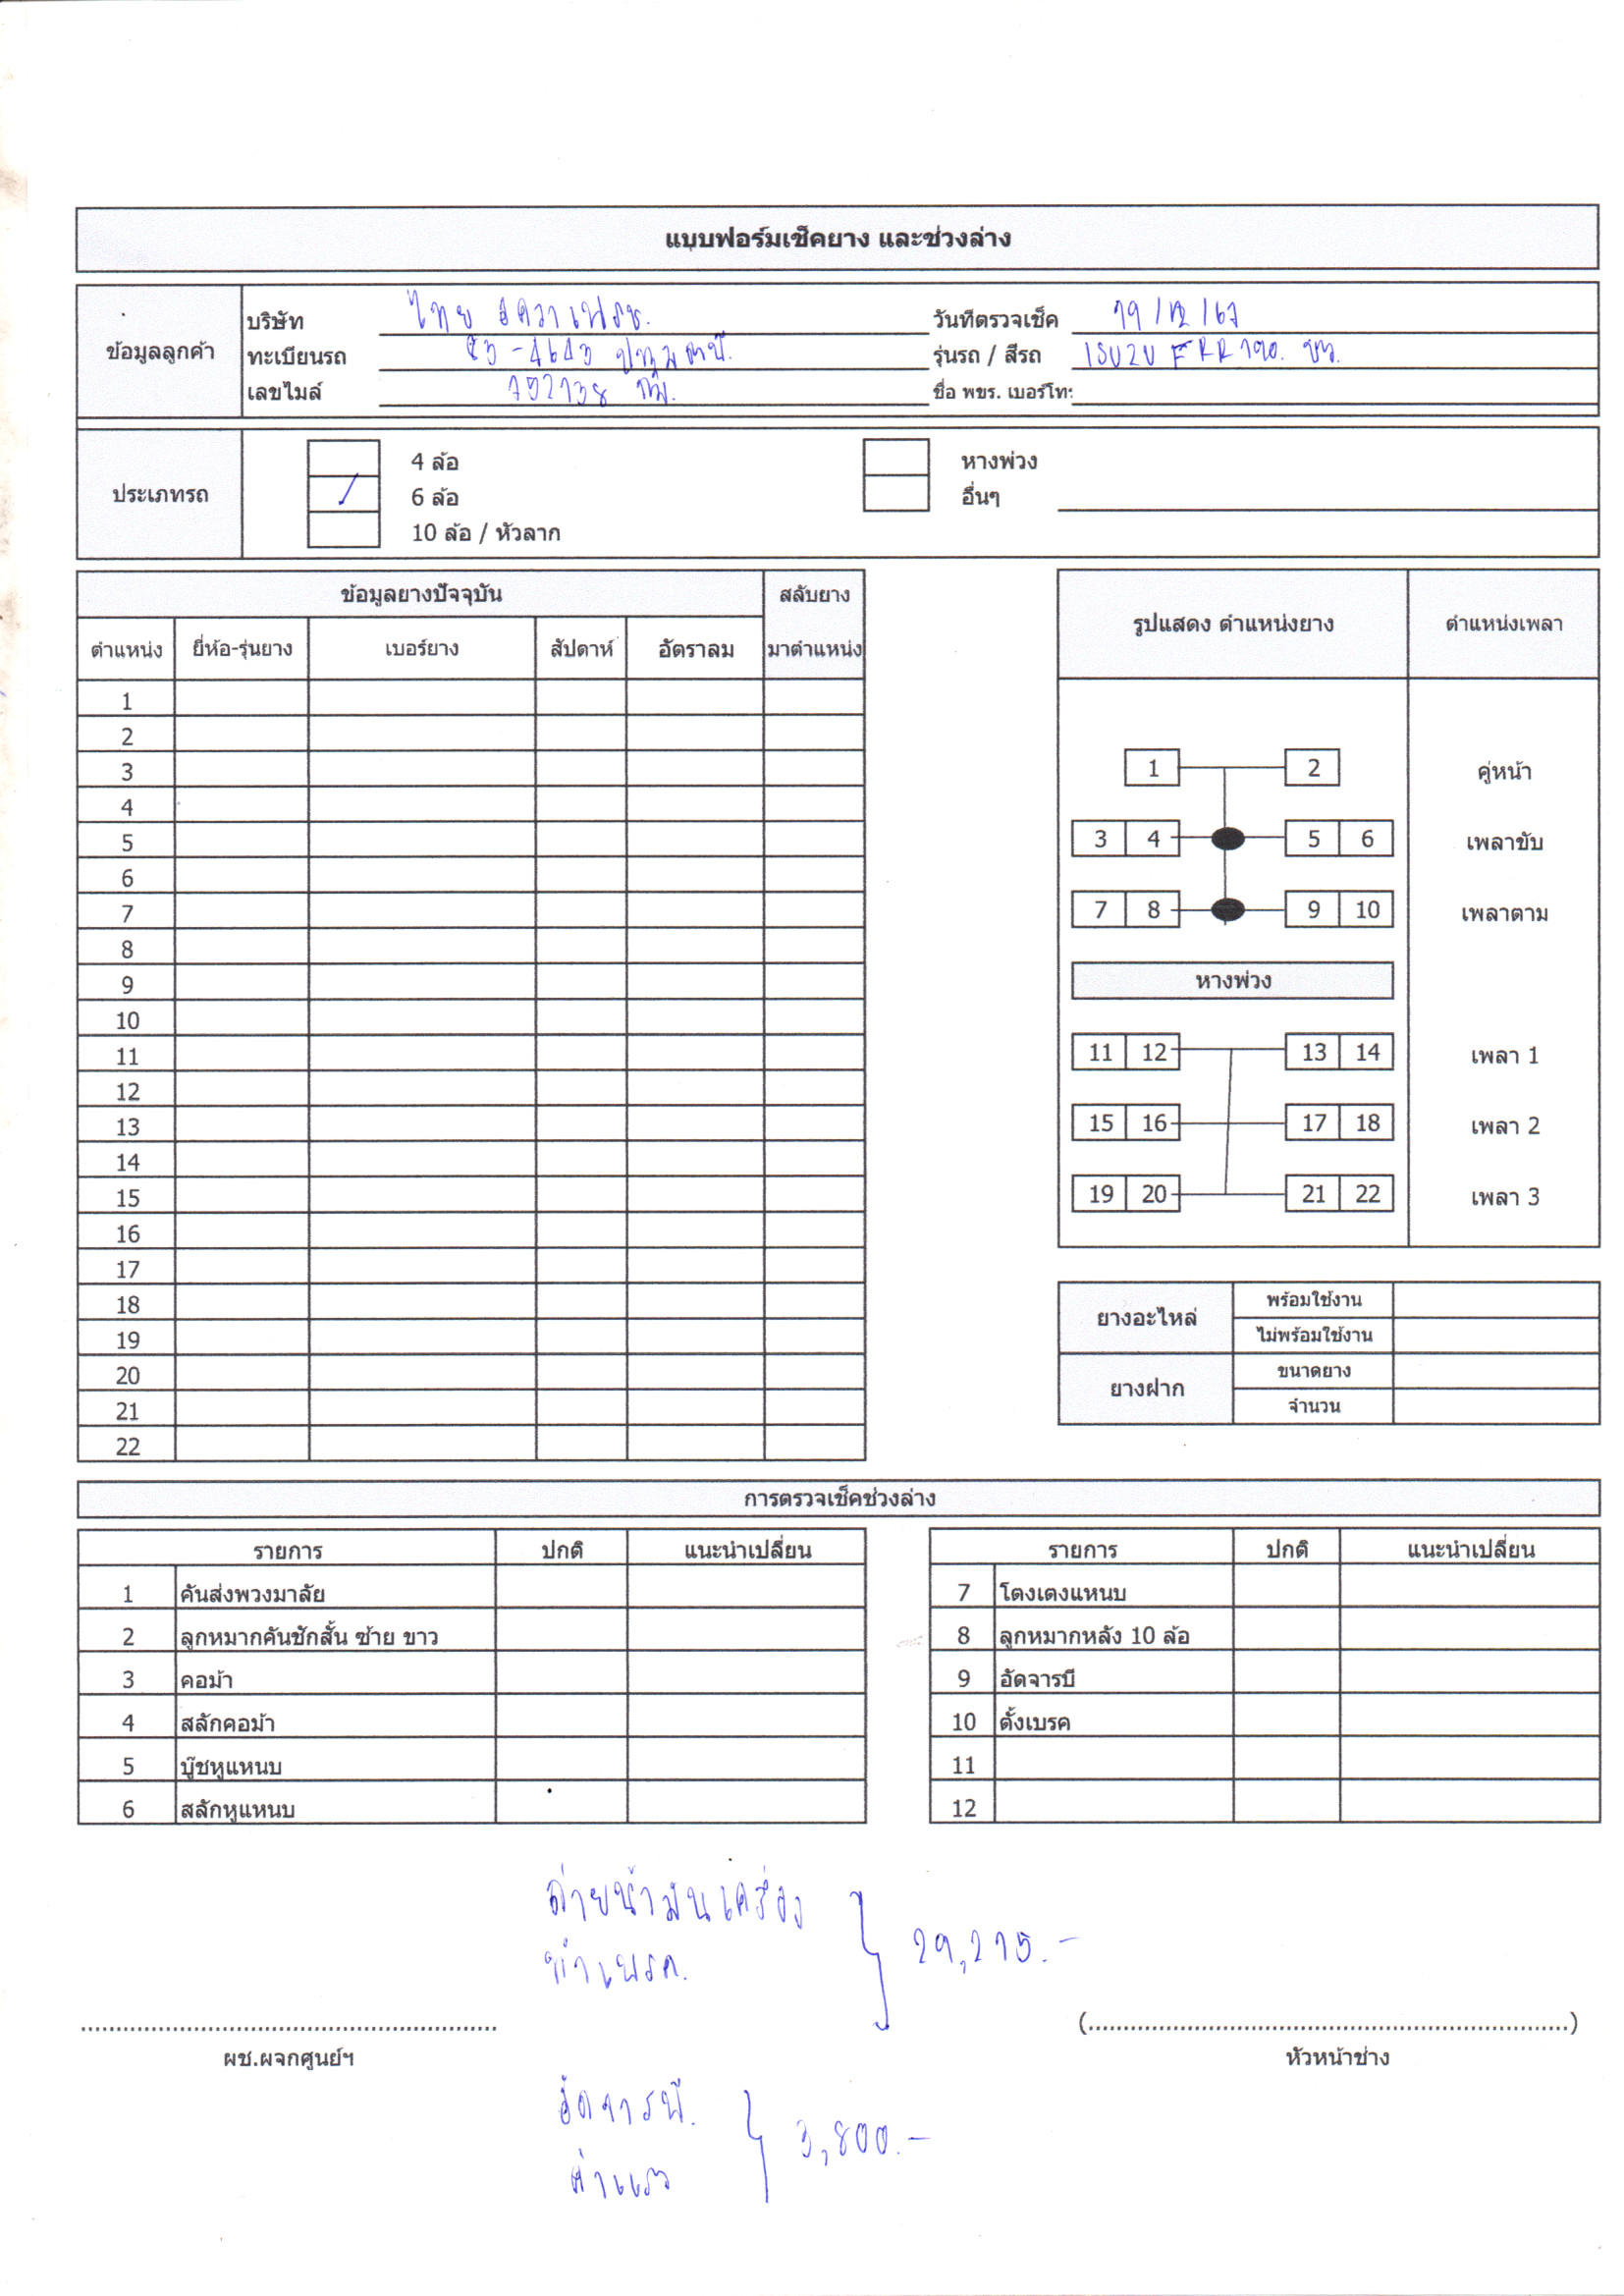 แบบฟอร์มเช็คยาง และช่วงล่าง
ข้อมูลลูกค้า
บริษัท ไทย อควา เฟรช. วันที่ตรวจเช็ค 19/12/67
ทะเบียนรถ 83-4643 ปทุมธานี. รุ่นรถ / สีรถ ISUZU FRR190. ขาว.
เลขไมล์ 192138 กม. ชื่อ พขร. เบอร์โท:
ประเภทรถ
4 ล้อ หางพ่วง
/ 6 ล้อ อื่นๆ
10 ล้อ / หัวลาก
ข้อมูลยางปัจจุบัน สลับยาง
ตำแหน่ง ยี่ห้อ-รุ่นยาง เบอร์ยาง สัปดาห์ อัตราลม มาตำแหน่ง
1
2
3
4
5
6
7
8
9
10
11
12
13
14
15
16
17
18
19
20
21
22
รูปแสดง ตำแหน่งยาง ตำแหน่งเพลา
1 2 คู่หน้า
3 4 5 6 เพลาขับ
7 8 9 10 เพลาตาม
หางพ่วง
11 12 13 14 เพลา 1
15 16 17 18 เพลา 2
19 20 21 22 เพลา 3
ยางอะไหล่ พร้อมใช้งาน
ไม่พร้อมใช้งาน
ยางฝาก ขนาดยาง
จำนวน
การตรวจเช็คช่วงล่าง
รายการ ปกติ แนะนำเปลี่ยน
1 คันส่งพวงมาลัย
2 ลูกหมากคันชักสั้น ซ้าย ขาว
3 คอม้า
4 สลักคอม้า
5 บู๊ชหูแหนบ
6 สลักหูแหนบ
รายการ ปกติ แนะนำเปลี่ยน
7 โตงเตงแหนบ
8 ลูกหมากหลัง 10 ล้อ
9 อัดจารบี
10 ตั้งเบรค
11
12
ถ่ายน้ำมันเครื่อง
ทำเบรค. 29,215.-
ผช.ผจกศูนย์ฯ
(..........) หัวหน้าช่าง
อัดจารบี.
ค่าแรง 3,800.-